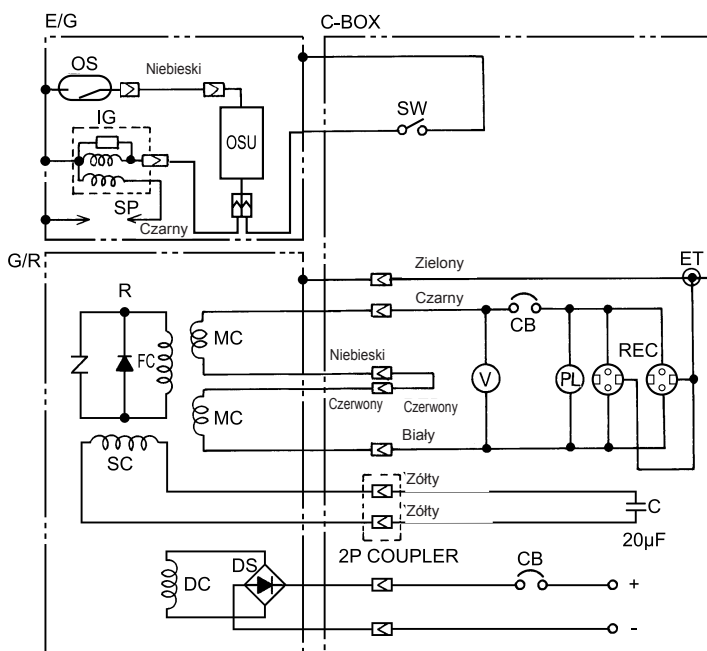 E/G
C-BOX
OS
Niebieski
IG
OSU
SW
SP
Czarny
G/R
Zielony
ET
R
Czarny
MC
CB
FC
Niebieski
V
PL
REC
Czerwony
Czerwony
MC
Biały
SC
Żółty
C
Żółty
20µF
2P COUPLER
DS
CB
DC
+
-